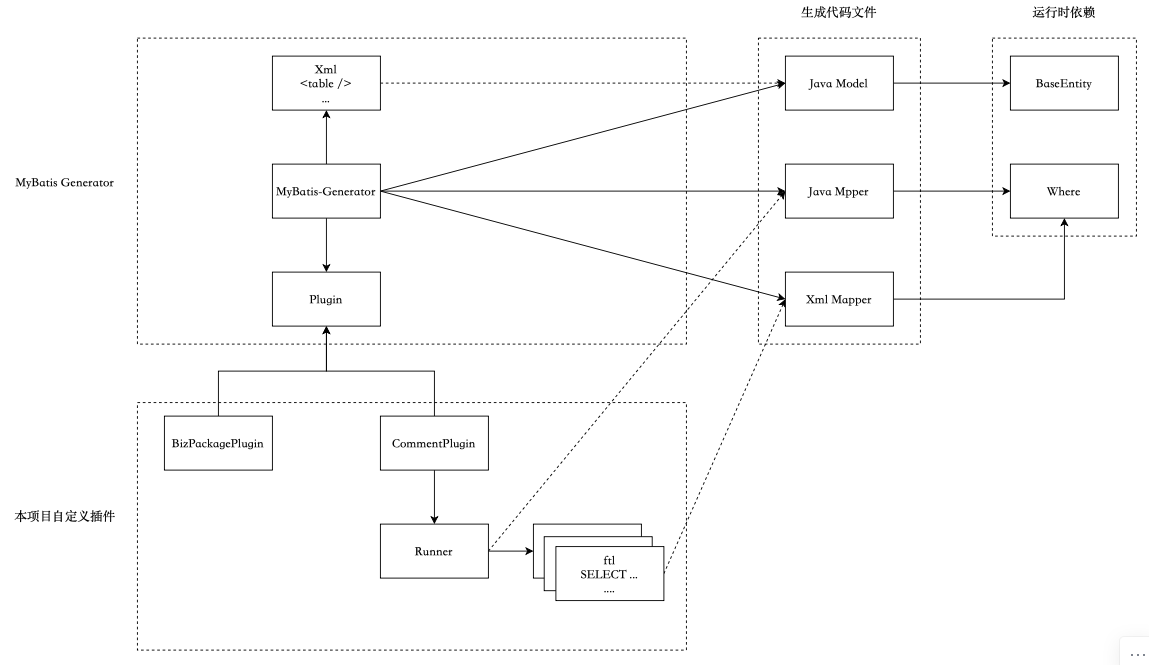 生成代码文件
运行时依赖
Xml
<table />
...
Java Model
BaseEntity
MyBatis Generator
MyBatis-Generator
Java Mpper
Where
Plugin
Xml Mapper
BizPackagePlugin
CommentPlugin
本项目自定义插件
Runner
ftl
SELECT ...
....
...